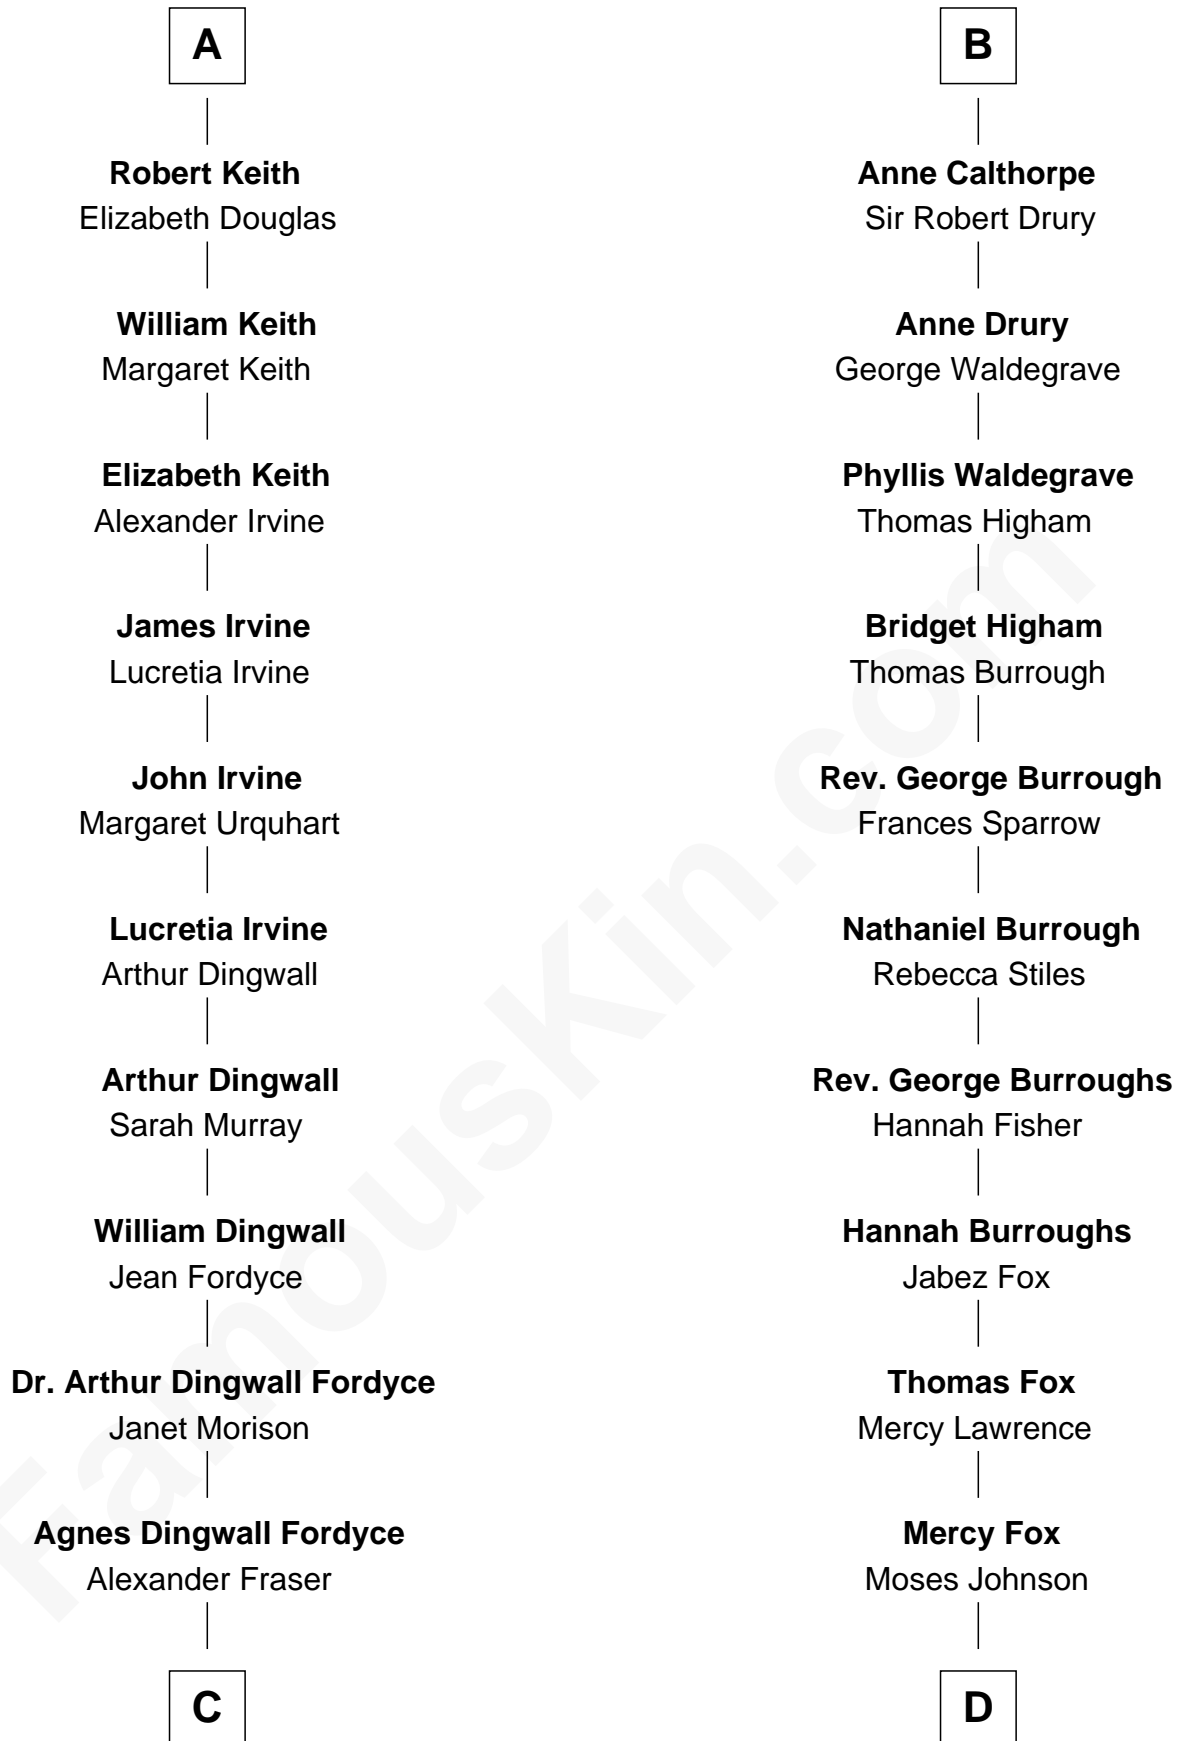 A
Robert Keith
Elizabeth Douglas
William Keith
Margaret Keith
Elizabeth Keith
Alexander Irvine
James Irvine
Lucretia Irvine
John Irvine
Margaret Urquhart
Lucretia Irvine
Arthur Dingwall
Arthur Dingwall
Sarah Murray
William Dingwall
Jean Fordyce
Dr. Arthur Dingwall Fordyce
Janet Morison
Agnes Dingwall Fordyce
Alexander Fraser
C
B
Anne Calthorpe
Sir Robert Drury
Anne Drury
George Waldegrave
Phyllis Waldegrave
Thomas Higham
Bridget Higham
Thomas Burrough
Rev. George Burrough
Frances Sparrow
Nathaniel Burrough
Rebecca Stiles
Rev. George Burroughs
Hannah Fisher
Hannah Burroughs
Jabez Fox
Thomas Fox
Mercy Lawrence
Mercy Fox
Moses Johnson
D
FamousKin.com